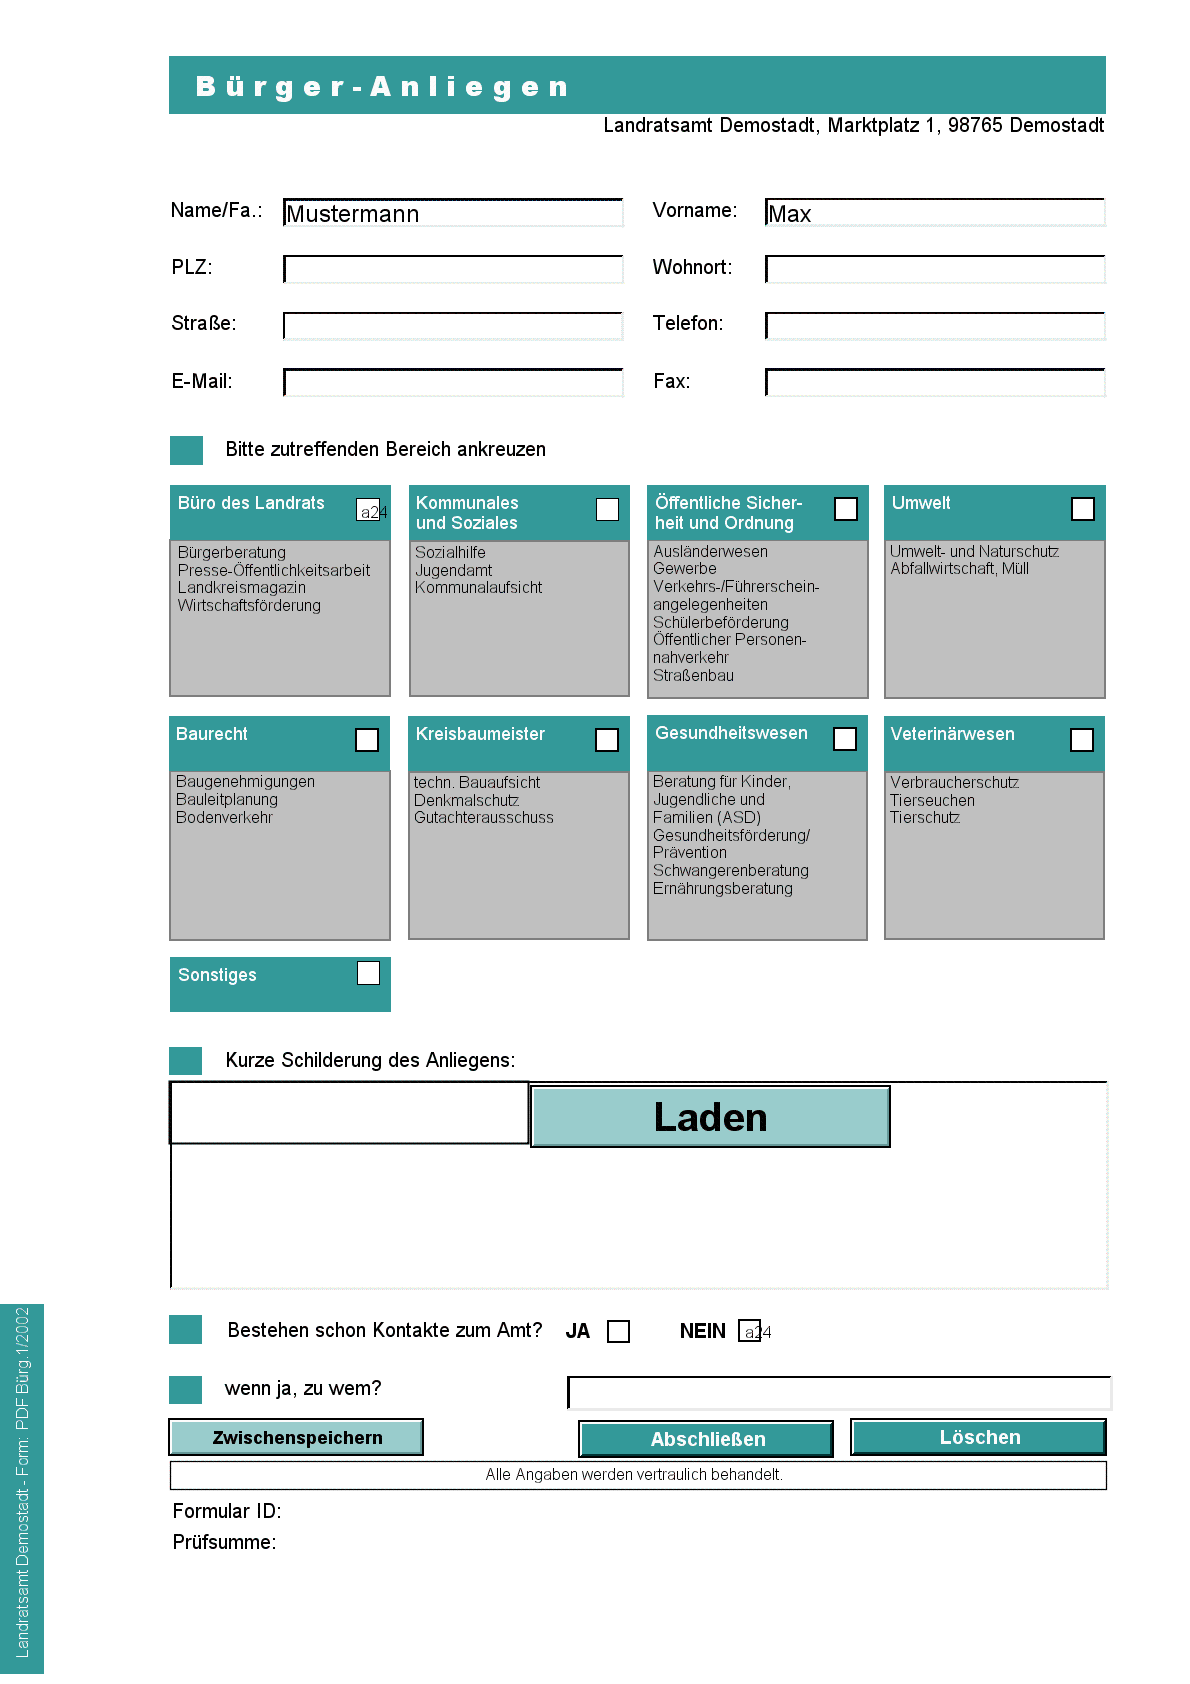 Bürger-Anliegen
Landratsamt Demostadt, Marktplatz 1, 98765 Demostadt
Name/Fa.: Mustermann Vorname: Max
PLZ: Wohnort:
Straße: Telefon:
E-Mail: Fax:
Bitte zutreffenden Bereich ankreuzen
Büro des Landrats a24
Bürgerberatung
Presse-Öffentlichkeitsarbeit
Landkreismagazin
Wirtschaftsförderung
Kommunales
und Soziales
Sozialhilfe
Jugendamt
Kommunalaufsicht
Öffentliche Sicher-
heit und Ordnung
Ausländerwesen
Gewerbe
Verkehrs-/Führerschein-
angelegenheiten
Schülerbeförderung
Öffentlicher Personen-
nahverkehr
Straßenbau
Umwelt
Umwelt- und Naturschutz
Abfallwirtschaft, Müll
Baurecht
Baugenehmigungen
Bauleitplanung
Bodenverkehr
Kreisbaumeister
techn. Bauaufsicht
Denkmalschutz
Gutachterausschuss
Gesundheitswesen
Beratung für Kinder,
Jugendliche und
Familien (ASD)
Gesundheitsförderung/
Prävention
Schwangerenberatung
Ernährungsberatung
Veterinärwesen
Verbraucherschutz
Tierseuchen
Tierschutz
Sonstiges
Kurze Schilderung des Anliegens:
Laden
Bestehen schon Kontakte zum Amt? JA NEIN a24
wenn ja, zu wem?
Zwischenspeichern Abschließen Löschen
Alle Angaben werden vertraulich behandelt.
Formular ID:
Prüfsumme:
Landratsamt Demostadt - Form: PDF Bürg.1/2002